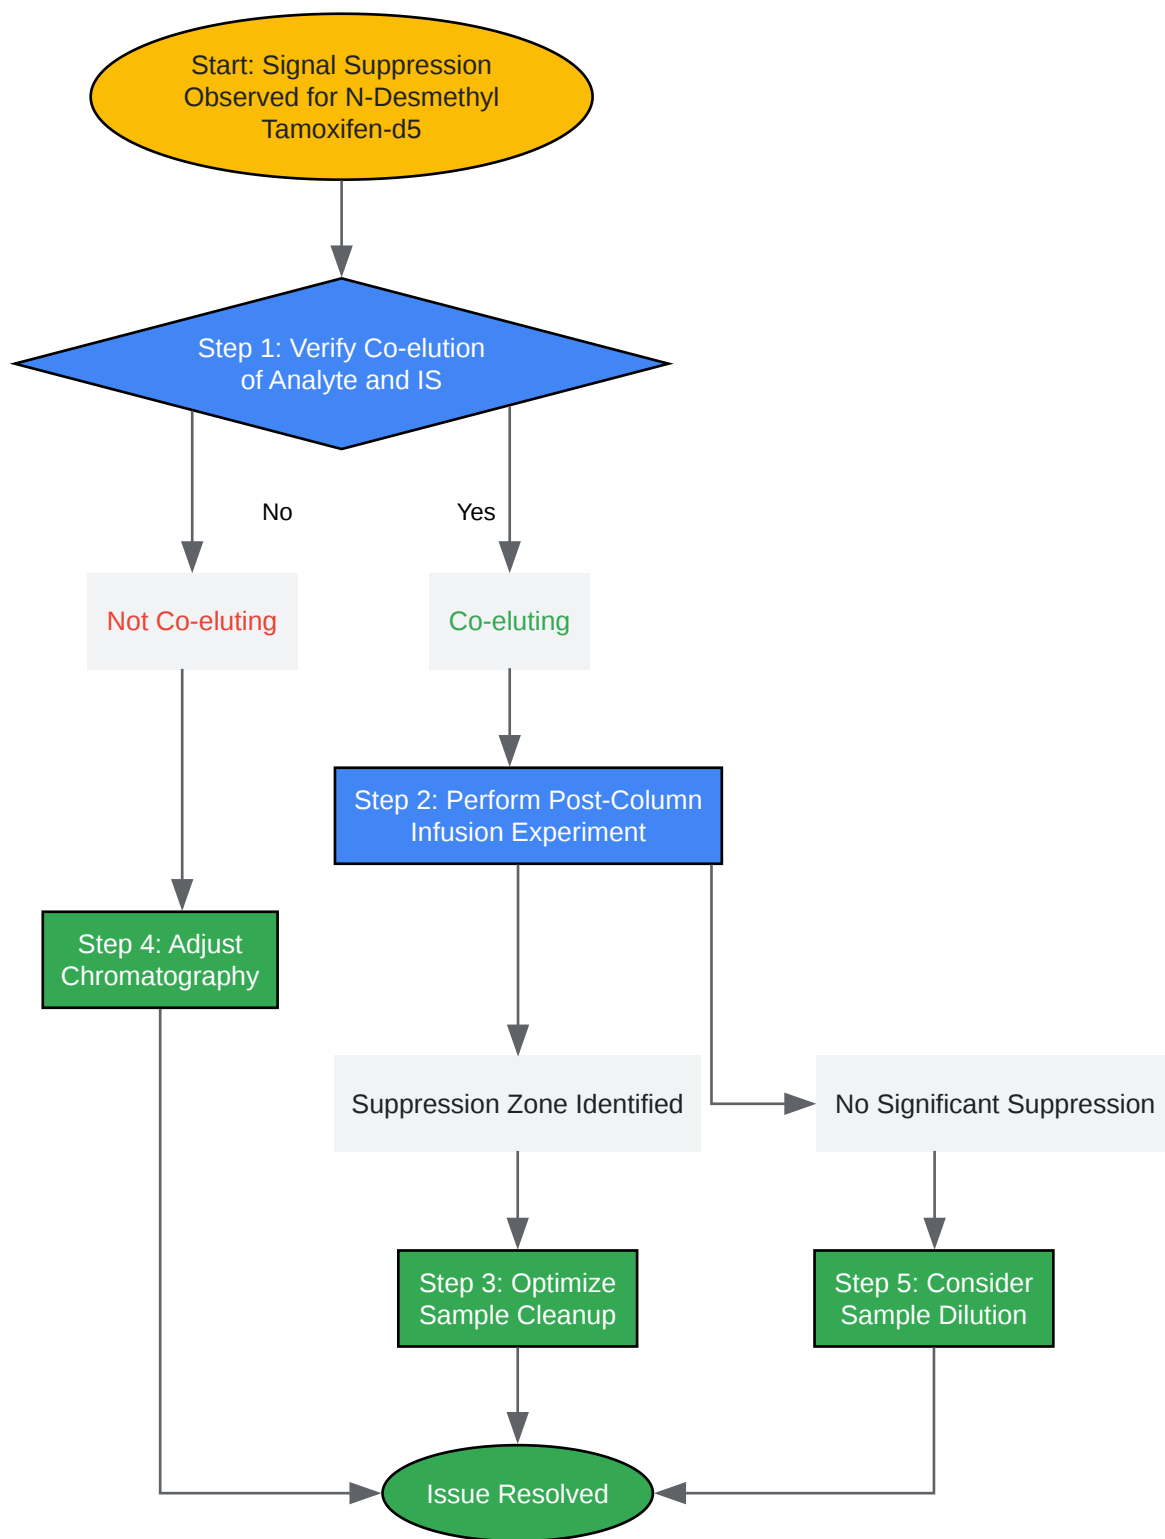 Start: Signal Suppression
Observed for N-Desmethyl
Tamoxifen-d5
Step 1: Verify Co-elution
of Analyte and IS
No
Yes
Not Co-eluting
Co-eluting
Step 2: Perform Post-Column
Infusion Experiment
Step 4: Adjust
Chromatography
Suppression Zone Identified
No Significant Suppression
Step 3: Optimize
Sample Cleanup
Step 5: Consider
Sample Dilution
Issue Resolved